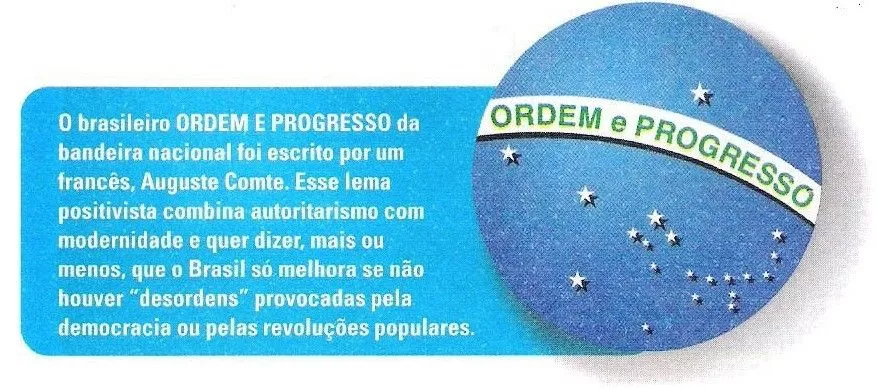 O brasileiro ORDEM E PROGRESSO da
bandeira nacional foi escrito por um
francês, Auguste Comte. Esse lema
positivista combina autoritarismo com
modernidade e quer dizer, mais ou
menos, que o Brasil só melhora se não
houver "desordens" provocadas pela
democracia ou pelas revoluções populares.
ORDEM e PROGRESSO